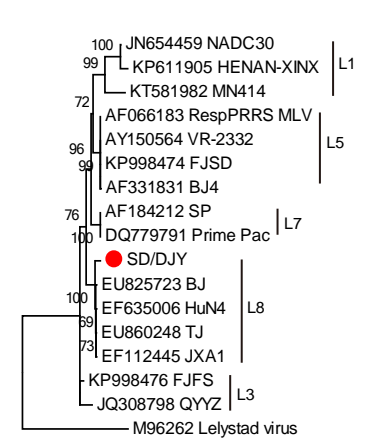 100
JN654459 NADC30
99
KP611905 HENAN-XINX
L1
KT581982 MN414
72
AF066183 RespPRRS MLV
AY150564 VR-2332
L5
96
KP998474 FJSD
99
AF331831 BJ4
76
AF184212 SP
L7
100
DQ779791 Prime Pac
SD/DJY
EU825723 BJ
100
EF635006 HuN4
L8
69
EU860248 TJ
73
EF112445 JXA1
KP998476 FJFS
L3
JQ308798 QYYZ
M96262 Lelystad virus